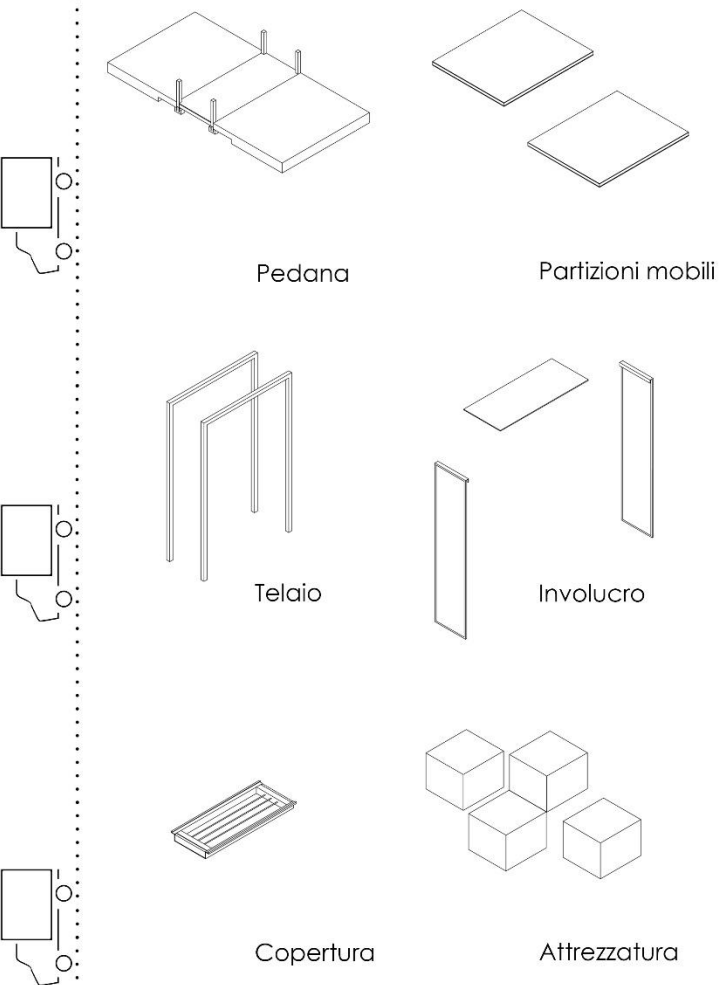 Pedana
Partizioni mobili
Telaio
Involucro
Copertura
Attrezzatura